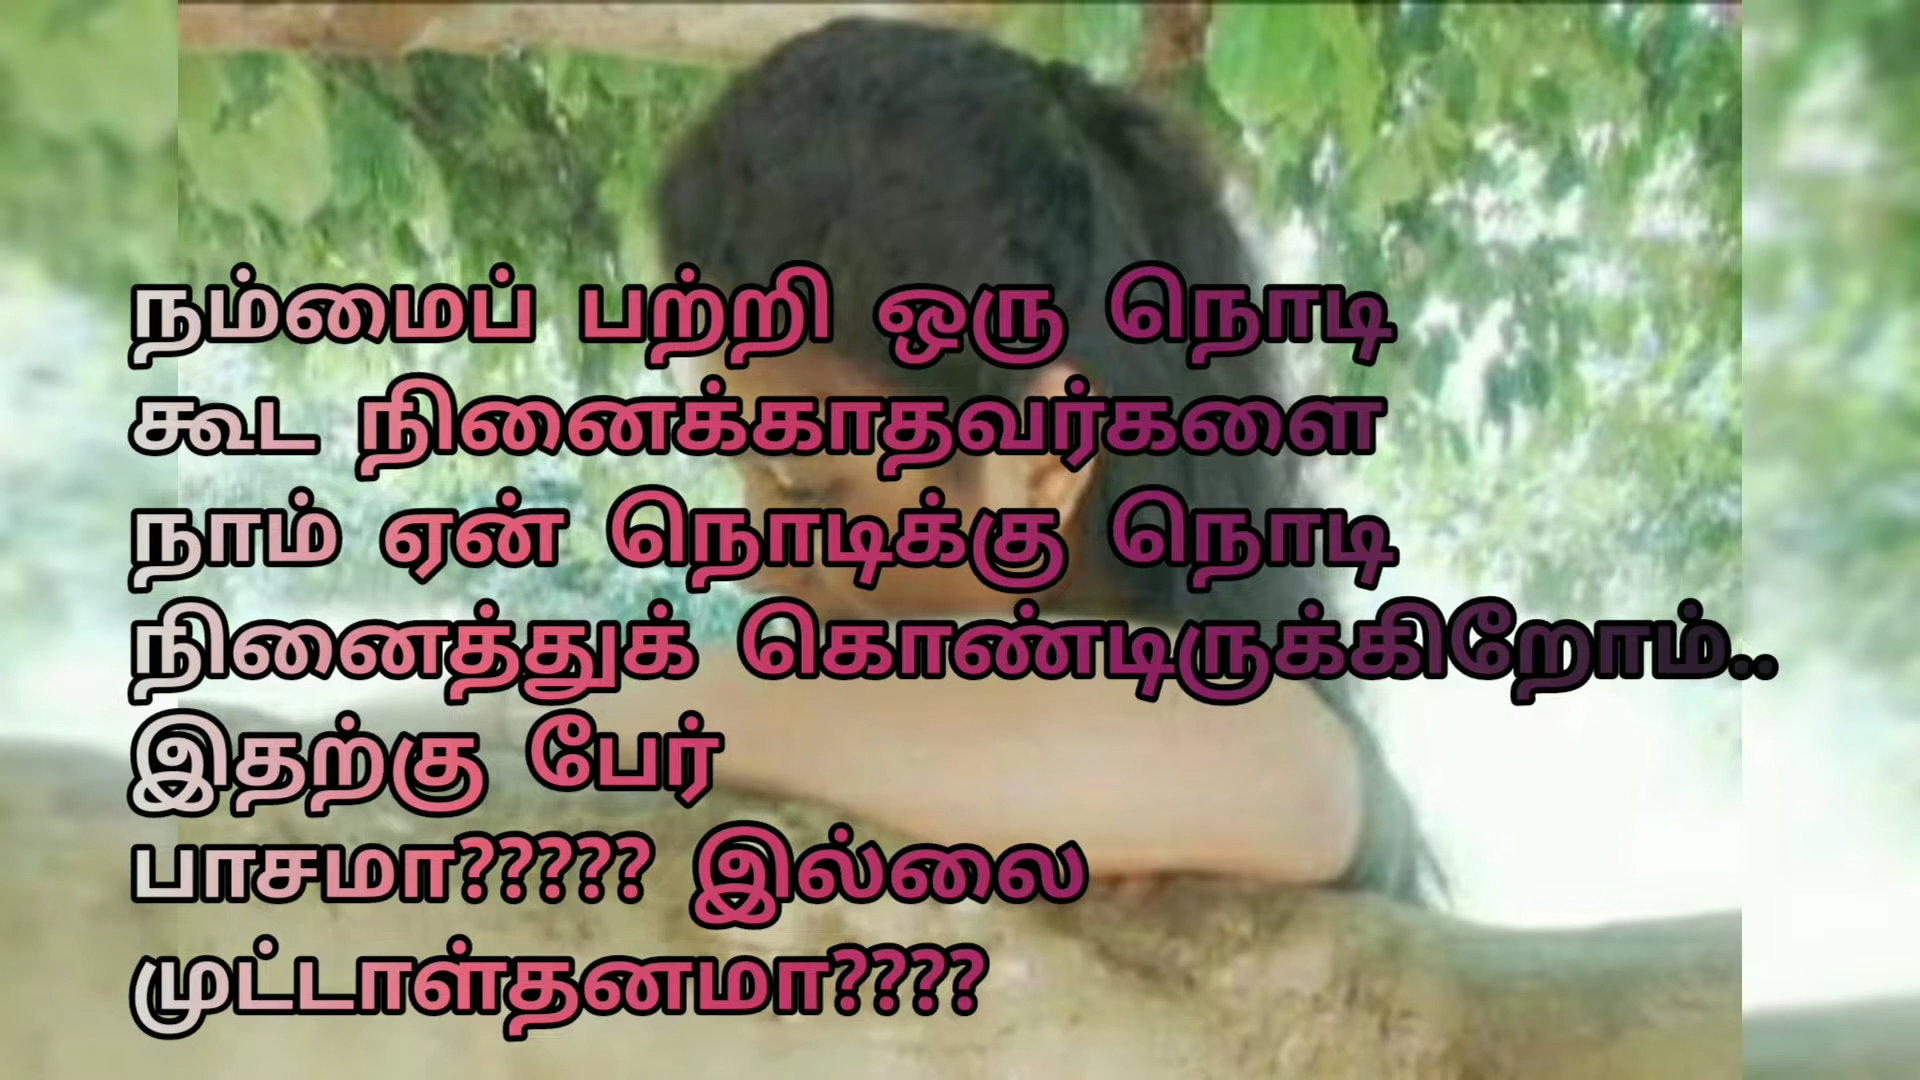 நம்மைப் பற்றி ஒரு நொடி
கூட நினைக்காதவர்களை
நாம் ஏன் நொடிக்கு நொடி
நினைத்துக் கொண்டிருக்கிறோம்..
இதற்கு பேர்
பாசமா????? இல்லை
முட்டாள்தனமா????